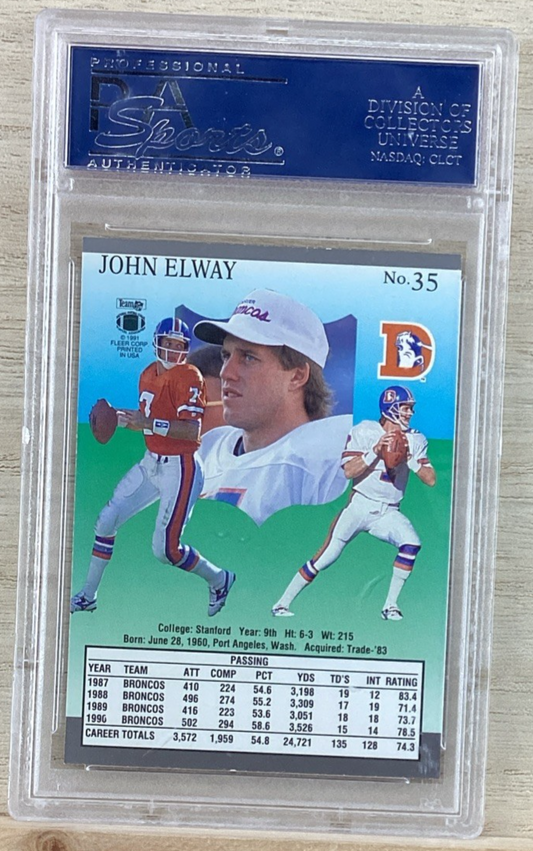 PROFESSIONAL
PSA
Sports®
AUTHENTICATOR
A
DIVISION OF
COLLECTORS
UNIVERSE
NASDAQ: CLCT
JOHN ELWAY
No. 35
Team NFL
© 1991
FLEER CORP.
PRINTED
IN USA
Broncos
D
7
College: Stanford Year: 9th Ht: 6-3 Wt: 215
Born: June 28, 1960, Port Angeles, Wash. Acquired: Trade-'83
PASSING
YEAR TEAM ATT COMP PCT YDS TD'S INT RATING
1987 BRONCOS 410 224 54.6 3,198 19 12 83.4
1988 BRONCOS 496 274 55.2 3,309 17 19 71.4
1989 BRONCOS 416 223 53.6 3,051 18 18 73.7
1990 BRONCOS 502 294 58.6 3,526 15 14 78.5
CAREER TOTALS 3,572 1,959 54.8 24,721 135 128 74.3